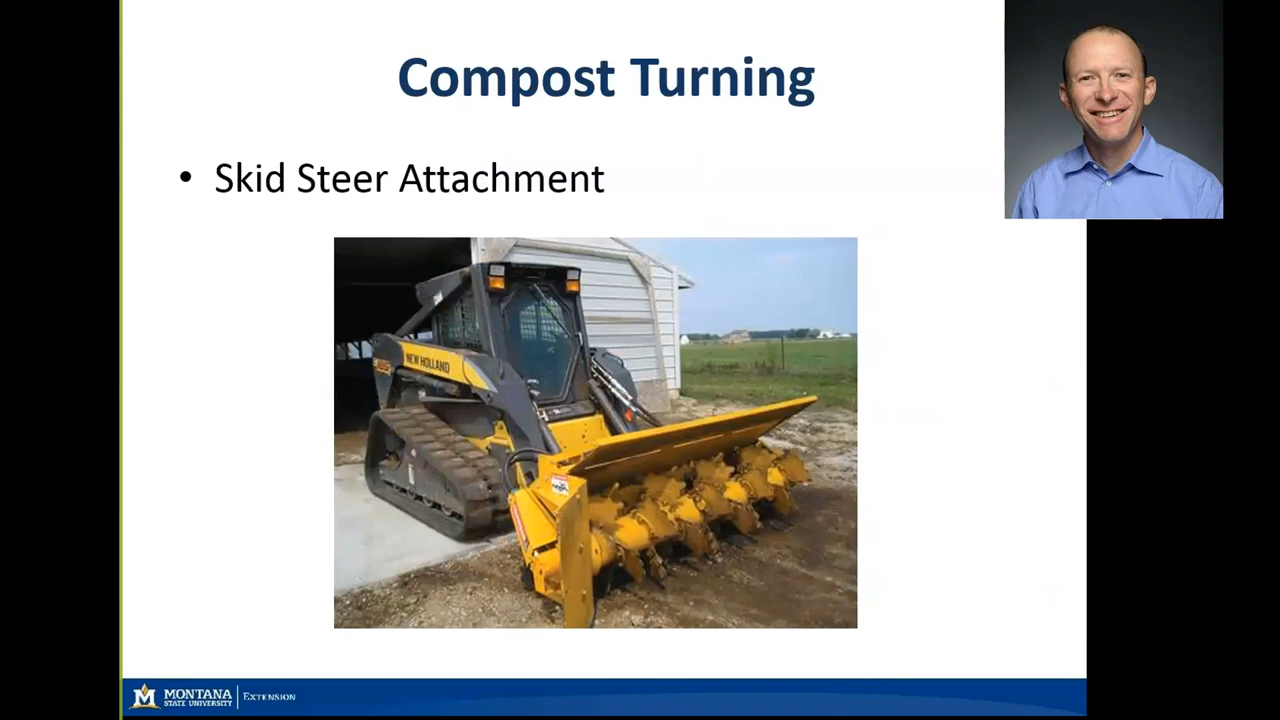 Compost Turning
• Skid Steer Attachment
NEW HOLLAND
M MONTANA
STATE UNIVERSITY
EXTENSION